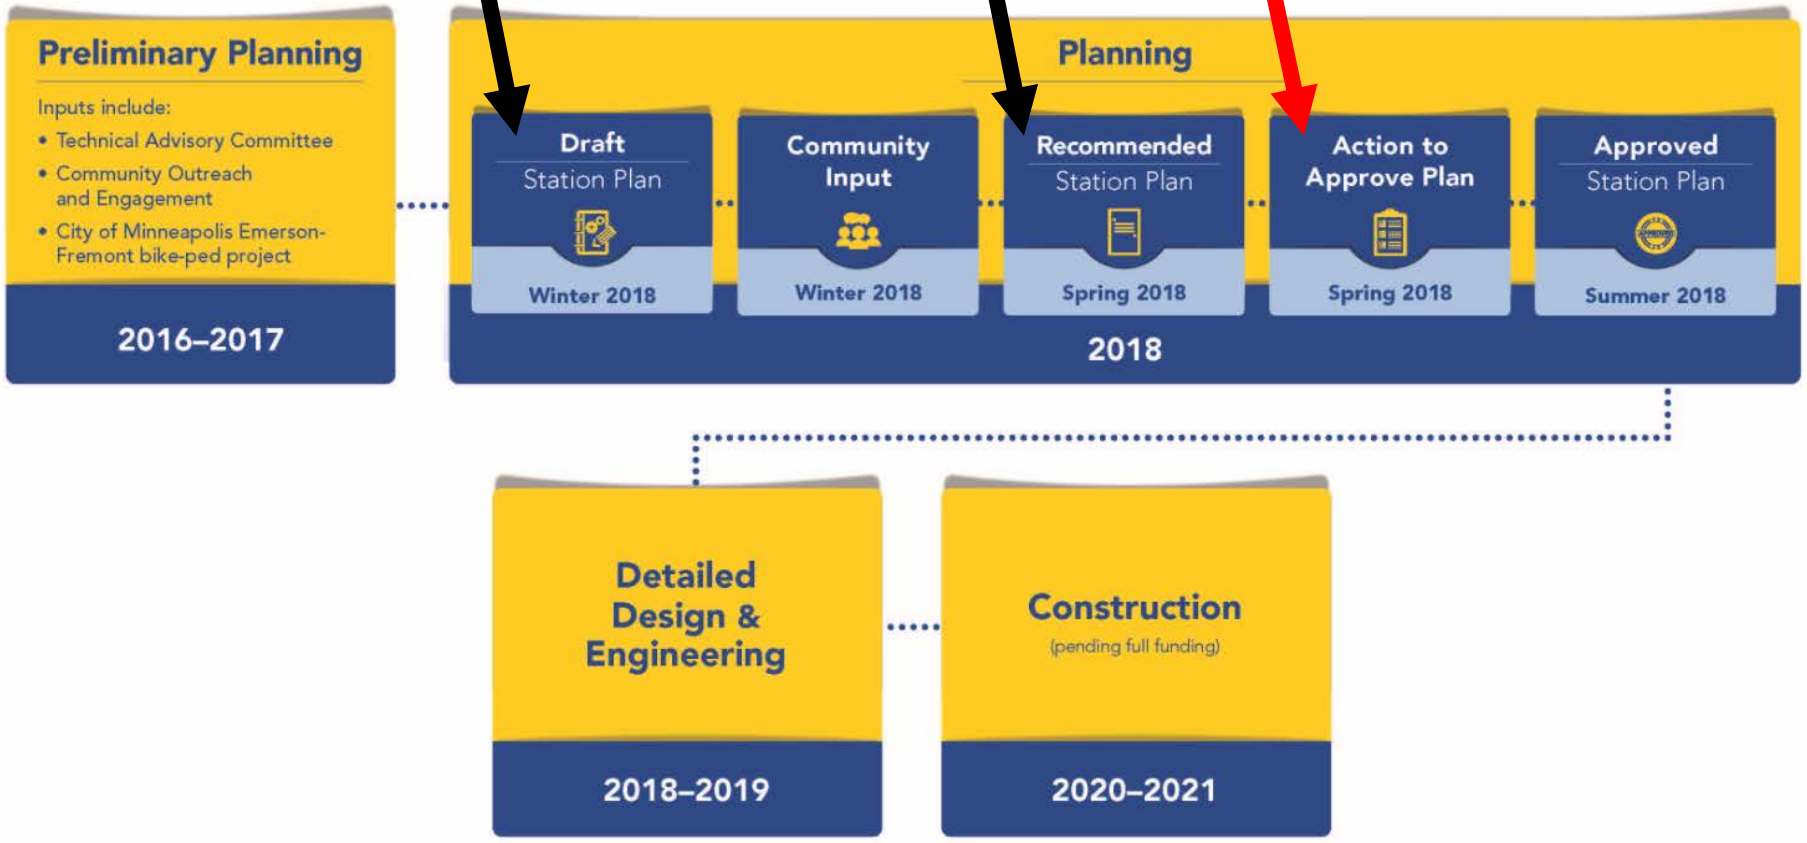 Preliminary Planning
Inputs include:
• Technical Advisory Committee
• Community Outreach
and Engagement
• City of Minneapolis Emerson-
Fremont bike-ped project
2016–2017
Planning
Draft
Station Plan
Winter 2018
Community
Input
Winter 2018
Recommended
Station Plan
Spring 2018
Action to
Approve Plan
Spring 2018
Approved
Station Plan
APPROVED
Summer 2018
2018
Detailed
Design &
Engineering
2018–2019
Construction
(pending full funding)
2020–2021